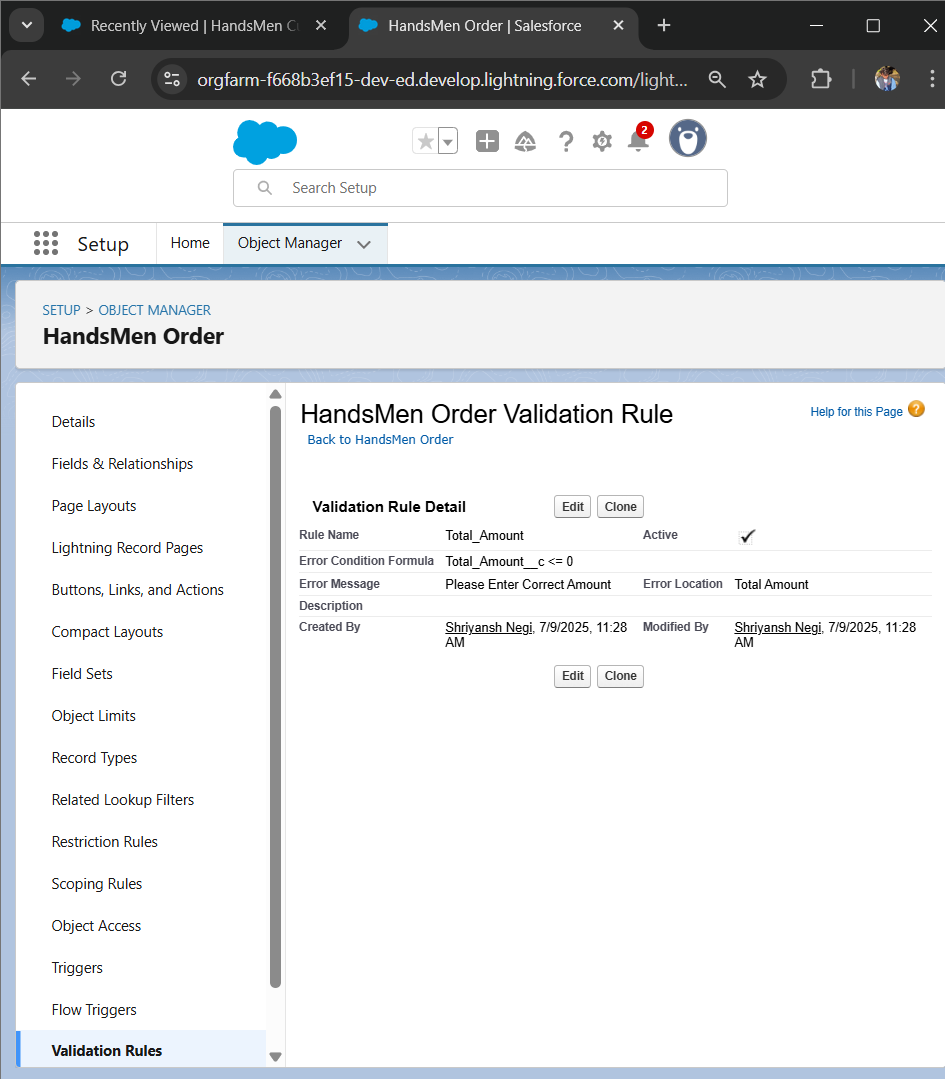 Recently Viewed | HandsMen C
HandsMen Order | Salesforce
orgfarm-f668b3ef15-dev-ed.develop.lightning.force.com/light...
2
Search Setup
Setup
Home
Object Manager
SETUP > OBJECT MANAGER
HandsMen Order
Details
Fields & Relationships
Page Layouts
Lightning Record Pages
Buttons, Links, and Actions
Compact Layouts
Field Sets
Object Limits
Record Types
Related Lookup Filters
Restriction Rules
Scoping Rules
Object Access
Triggers
Flow Triggers
Validation Rules
HandsMen Order Validation Rule
Help for this Page ?
Back to HandsMen Order
Validation Rule Detail
Edit Clone
Rule Name Total_Amount Active
Error Condition Formula Total_Amount__c <= 0
Error Message Please Enter Correct Amount Error Location Total Amount
Description
Created By Shriyansh Negi, 7/9/2025, 11:28 AM Modified By Shriyansh Negi, 7/9/2025, 11:28 AM
Edit Clone